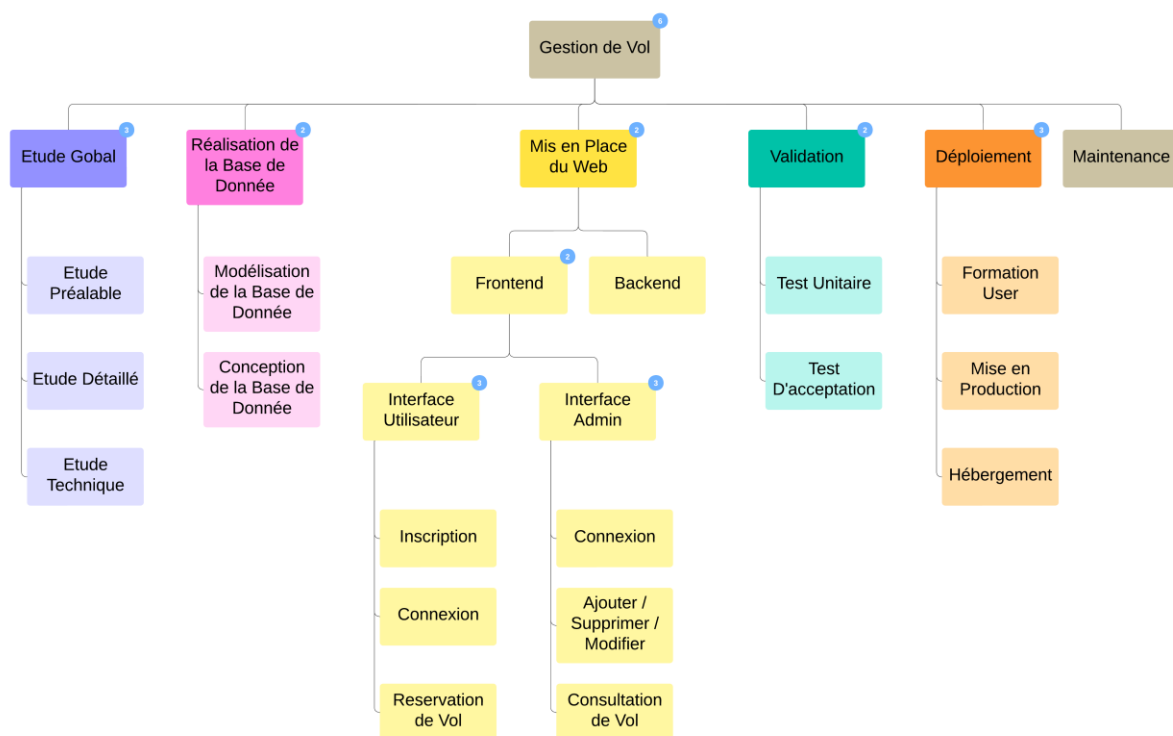 6
Gestion de Vol
3
Etude Gobal
2
Réalisation de
la Base de
Donnée
2
Mis en Place
du Web
2
Validation
3
Déploiement
Maintenance
Etude
Préalable
Modélisation
de la Base de
Donnée
2
Frontend
Backend
Test Unitaire
Formation
User
Etude Détaillé
Conception
de la Base de
Donnée
3
Interface
Utilisateur
3
Interface
Admin
Test
D'acceptation
Mise en
Production
Etude
Technique
Hébergement
Inscription
Connexion
Connexion
Ajouter /
Supprimer /
Modifier
Reservation
de Vol
Consultation
de Vol